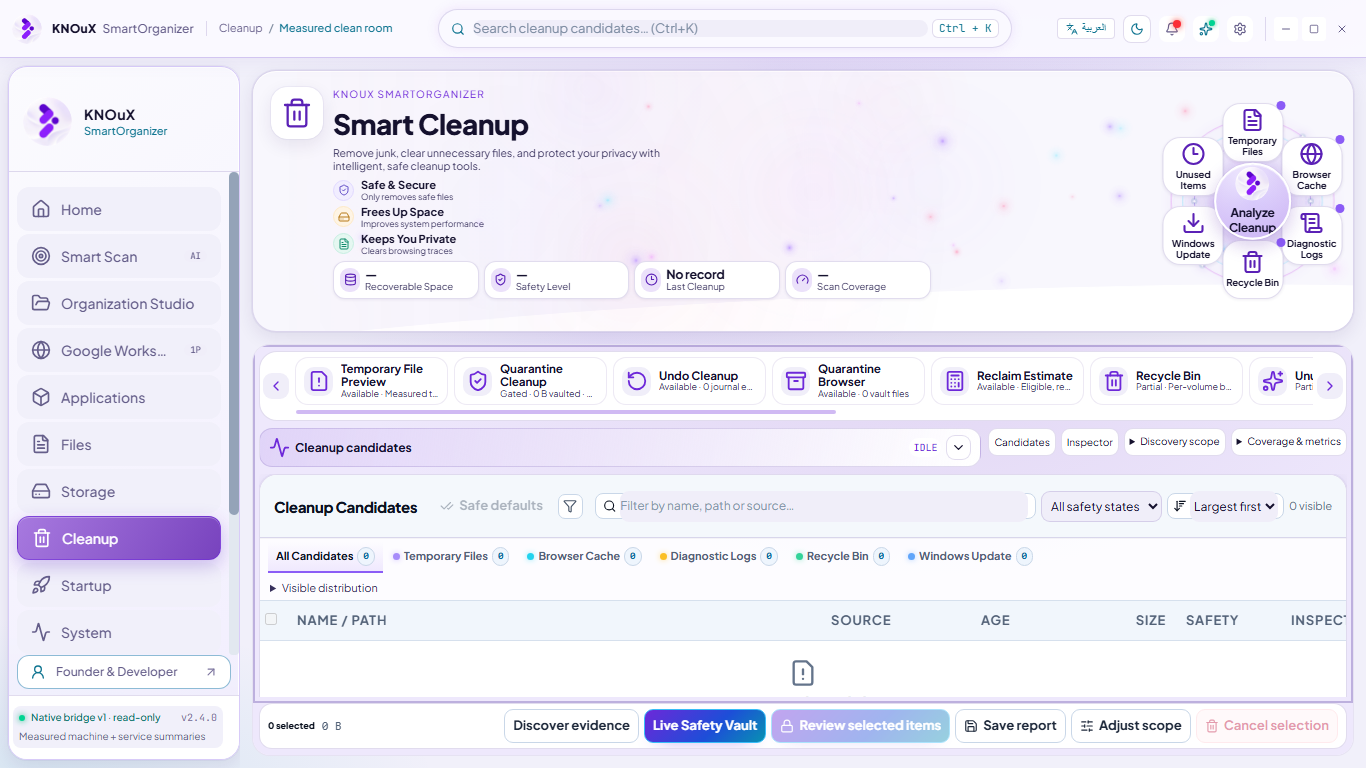 KNOuX SmartOrganizer
Cleanup / Measured clean room
Search cleanup candidates... (Ctrl+K)
Ctrl + K
العربية
KNOuX
SmartOrganizer
Home
Smart Scan AI
Organization Studio
Google Works... 1P
Applications
Files
Storage
Cleanup
Startup
System
Founder & Developer
Native bridge v1 · read-only v2.4.0
Measured machine + service summaries
KNOUX SMARTORGANIZER
Smart Cleanup
Remove junk, clear unnecessary files, and protect your privacy with
intelligent, safe cleanup tools.
Safe & Secure
Only removes safe files
Frees Up Space
Improves system performance
Keeps You Private
Clears browsing traces
—
Recoverable Space
—
Safety Level
No record
Last Cleanup
—
Scan Coverage
Temporary
Files
Unused
Items
Browser
Cache
Analyze
Cleanup
Windows
Update
Diagnostic
Logs
Recycle Bin
Temporary File
Preview
Available · Measured t...
Quarantine
Cleanup
Gated · 0 B vaulted · ...
Undo Cleanup
Available · 0 journal e...
Quarantine
Browser
Available · 0 vault files
Reclaim Estimate
Available · Eligible, re...
Recycle Bin
Partial · Per-volume b...
Unu
Parti
Cleanup candidates IDLE
Candidates
Inspector
Discovery scope
Coverage & metrics
Cleanup Candidates
Safe defaults
Filter by name, path or source...
All safety states
Largest first
0 visible
All Candidates 0
Temporary Files 0
Browser Cache 0
Diagnostic Logs 0
Recycle Bin 0
Windows Update 0
Visible distribution
NAME / PATH SOURCE AGE SIZE SAFETY INSPECT
0 selected 0 B
Discover evidence
Live Safety Vault
Review selected items
Save report
Adjust scope
Cancel selection